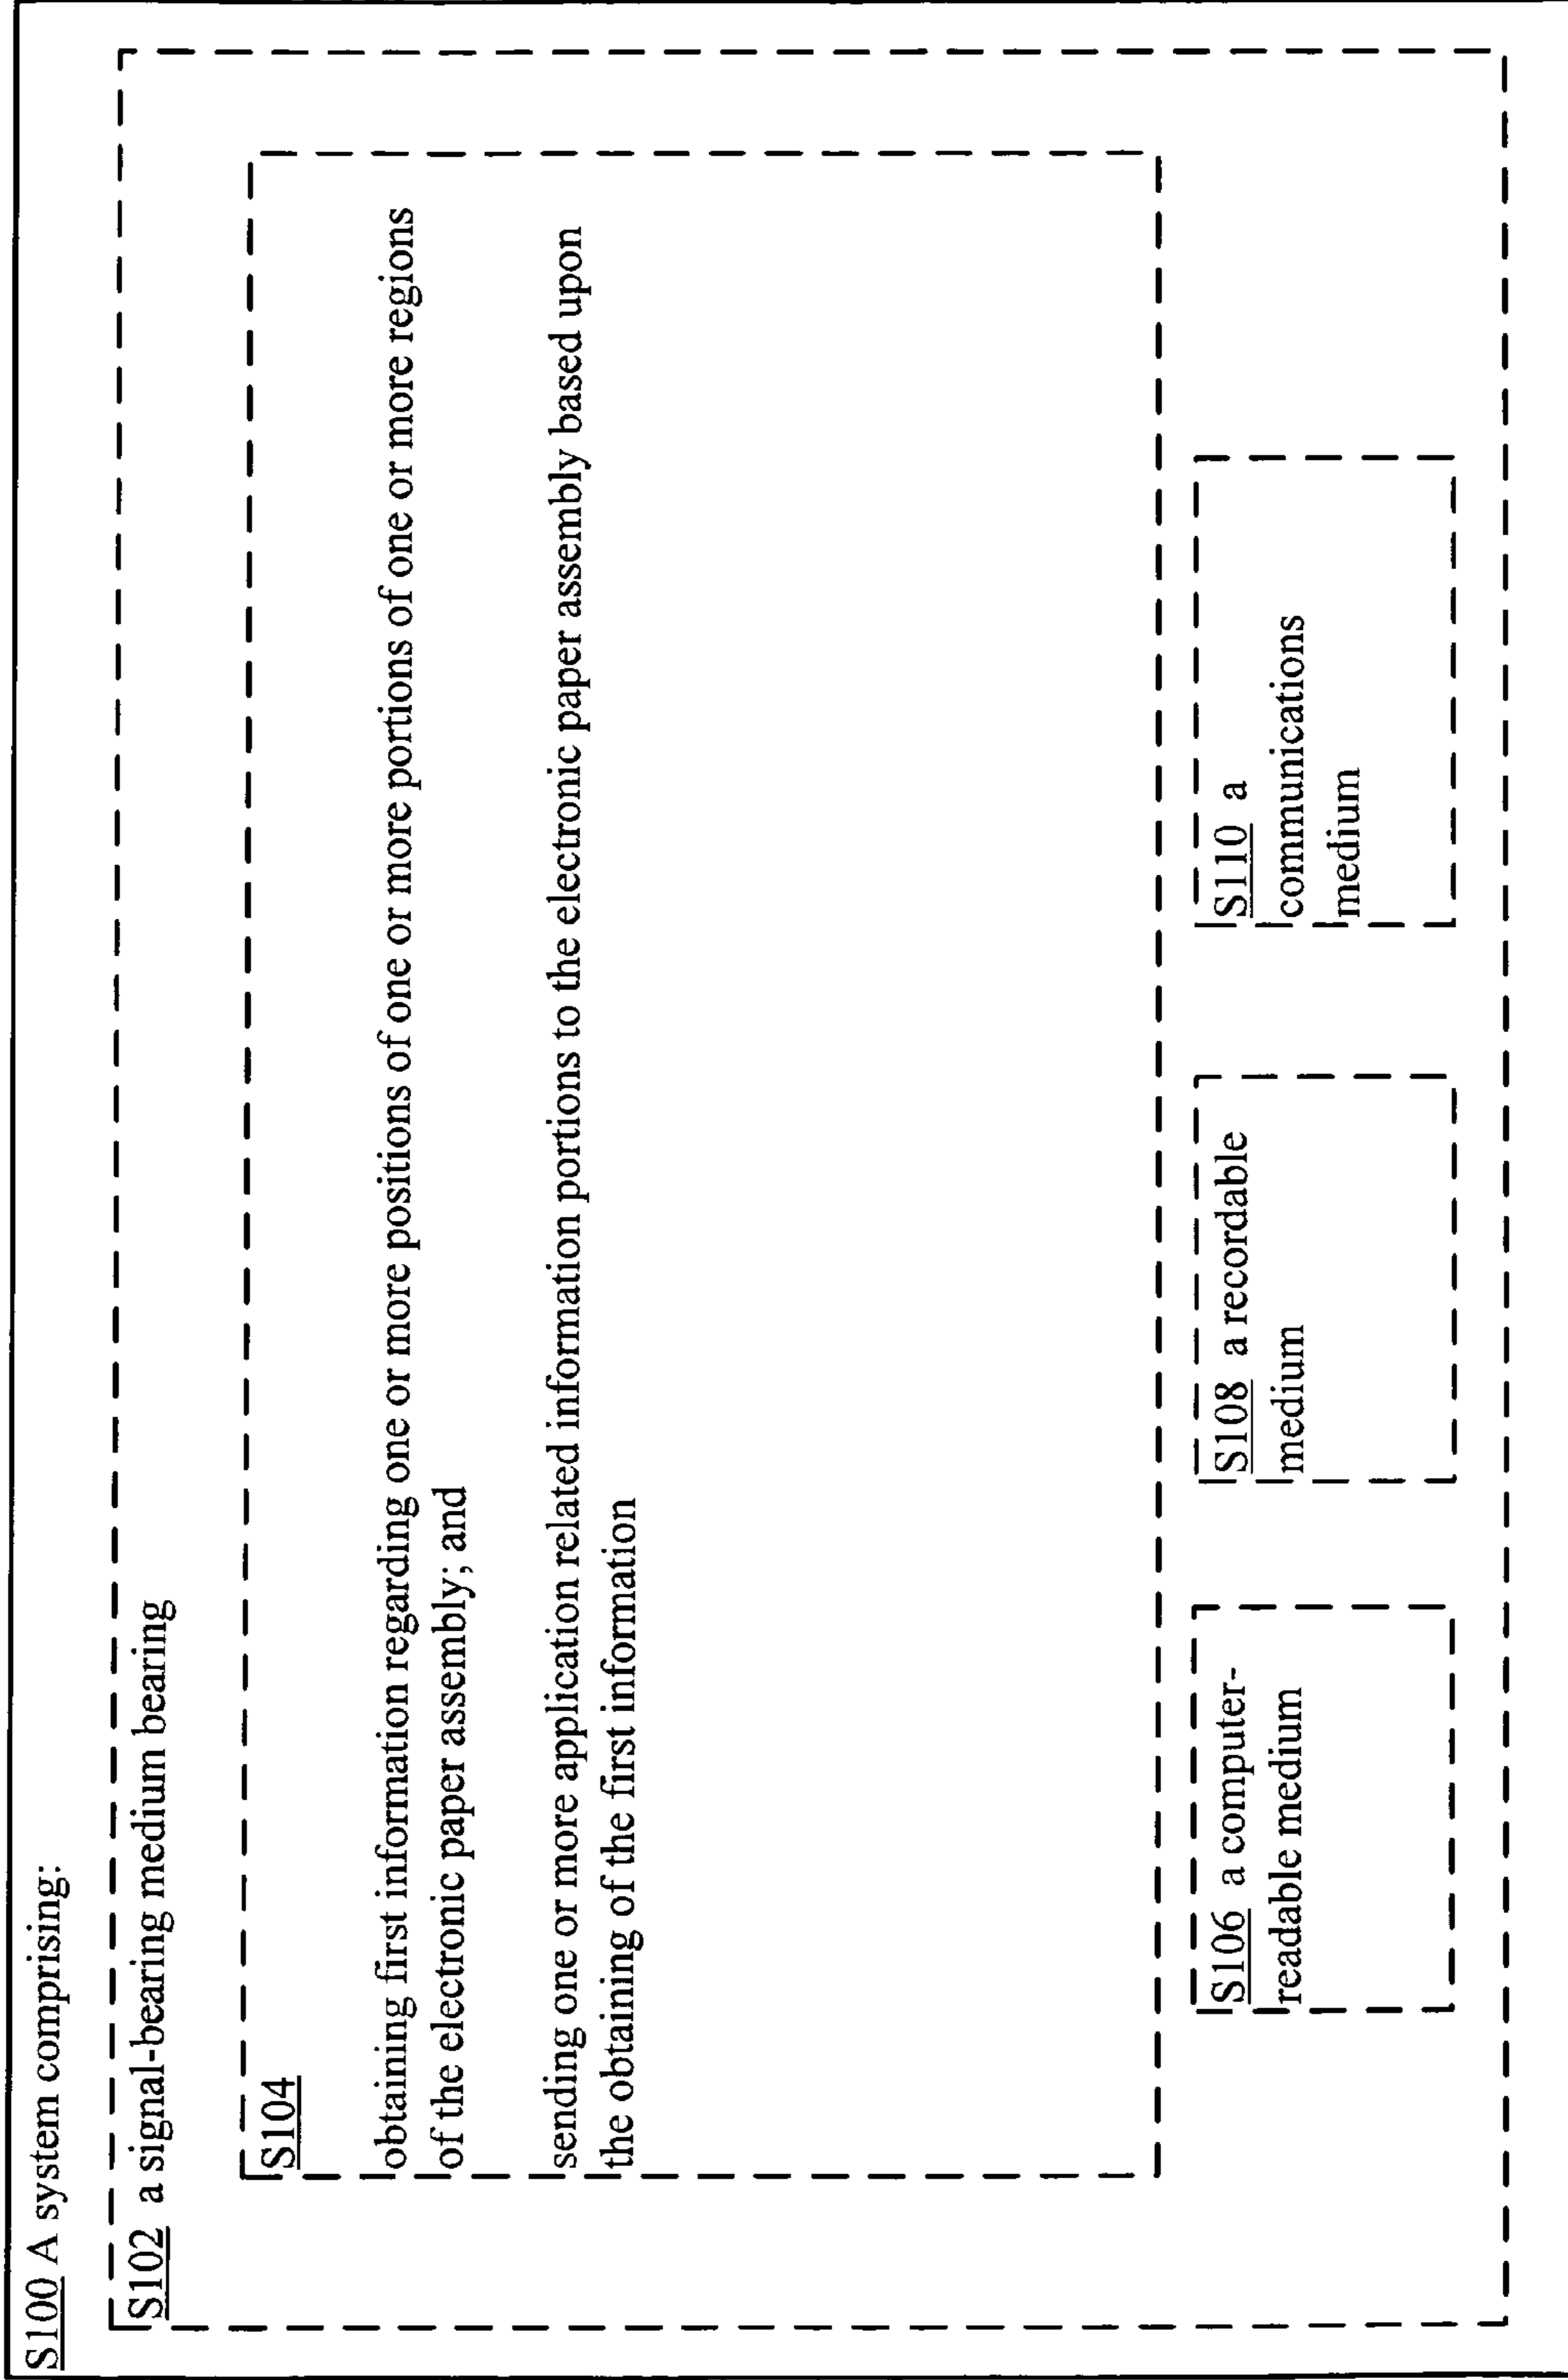 S100 A system comprising:
S102 a signal-bearing medium bearing
S104
obtaining first information regarding one or more positions of one or more portions of one or more regions
of the electronic paper assembly; and
sending one or more application related information portions to the electronic paper assembly based upon
the obtaining of the first information
S106 a computer-
readable medium
S108 a recordable
medium
S110 a
communications
medium